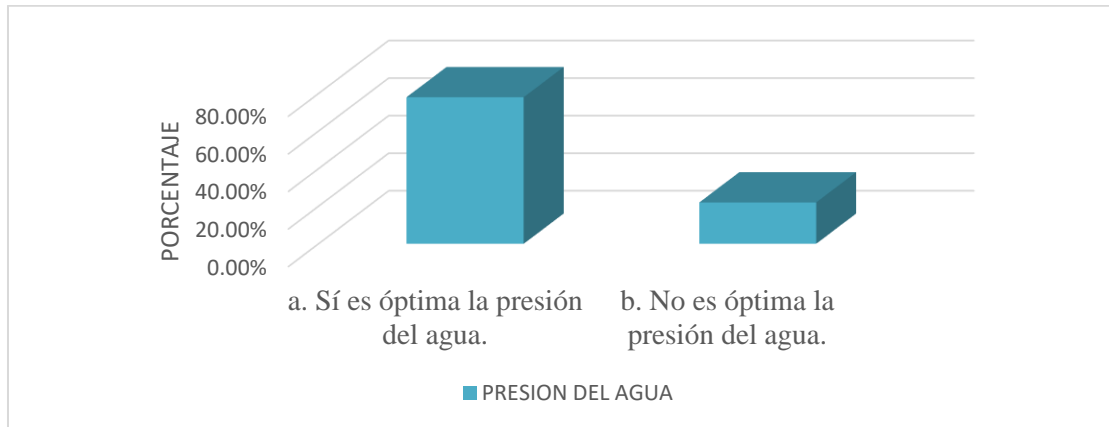 PORCENTAJE
80.00%
60.00%
40.00%
20.00%
0.00%
a. Sí es óptima la presión
del agua.
b. No es óptima la
presión del agua.
PRESION DEL AGUA